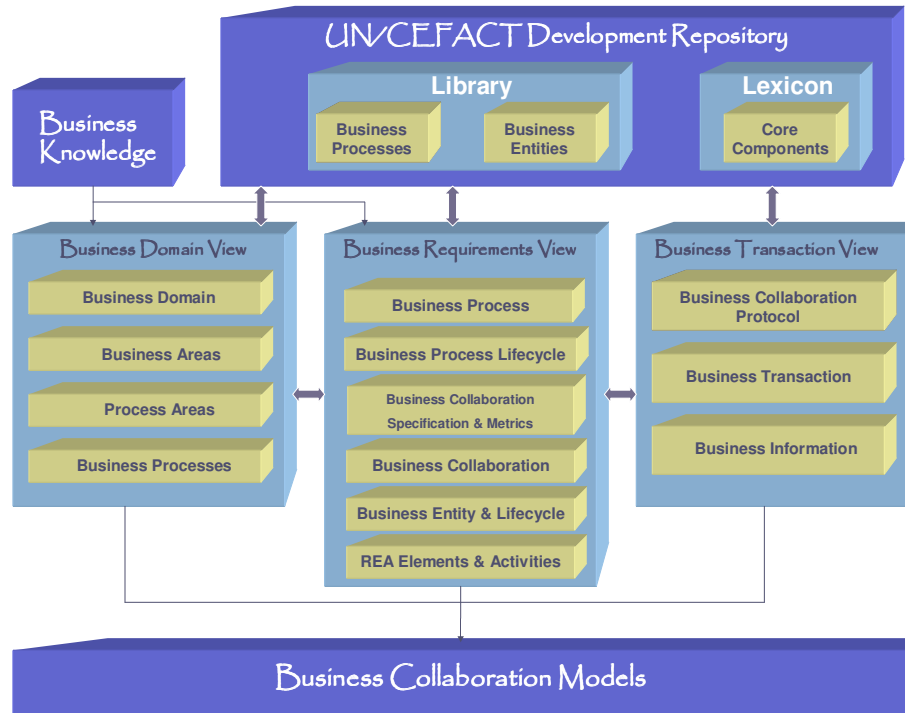 UN/CEFACT Development Repository
Library
Lexicon
Business
Processes
Business
Entities
Core
Components
Business
Knowledge
Business Domain View
Business Domain
Business Areas
Process Areas
Business Processes
Business Requirements View
Business Process
Business Process Lifecycle
Business Collaboration
Specification & Metrics
Business Collaboration
Business Entity & Lifecycle
REA Elements & Activities
Business Transaction View
Business Collaboration
Protocol
Business Transaction
Business Information
Business Collaboration Models